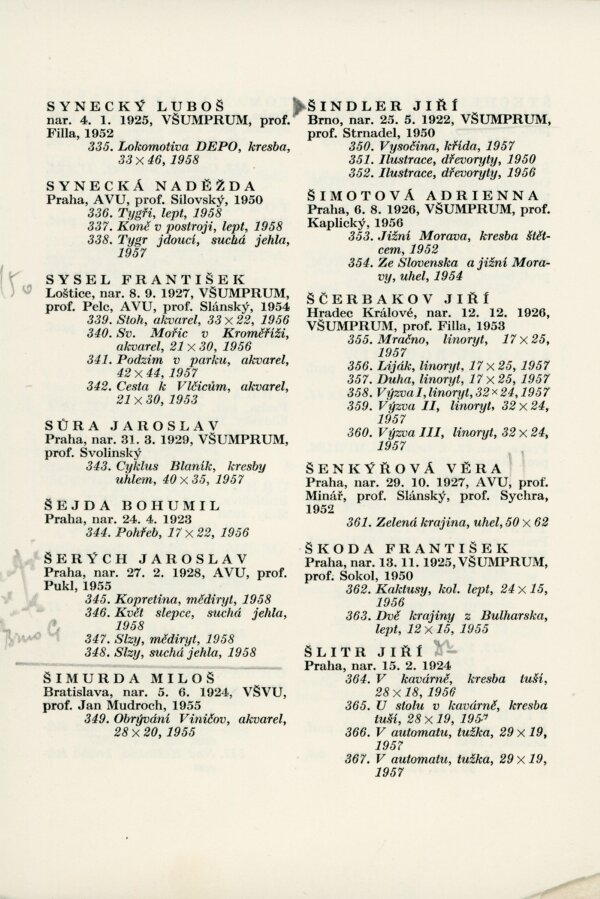 SYNECKÝ LUBOŠ
nar. 4. 1. 1925, VŠUMPRUM, prof.
Filla, 1952
335. Lokomotiva DEPO, kresba,
33 × 46, 1958
SYNECKÁ NADĚŽDA
Praha, AVU, prof. Silovský, 1950
336. Tygři, lept, 1958
337. Koně v postroji, lept, 1958
338. Tygr jdoucí, suchá jehla,
1957
SYSEL FRANTIŠEK
Loštice, nar. 8. 9. 1927, VŠUMPRUM,
prof. Pelc, AVU, prof. Slánský, 1954
339. Stoh, akvarel, 33 × 22, 1956
340. Sv. Mořic v Kroměříži,
akvarel, 21 × 30, 1956
341. Podzim v parku, akvarel,
42 × 44, 1957
342. Cesta k Vlčicům, akvarel,
21 × 30, 1953
SŮRA JAROSLAV
Praha, nar. 31. 3. 1929, VŠUMPRUM,
prof. Svolinský
343. Cyklus Blaník, kresby
uhlem, 40 × 35, 1957
ŠEJDA BOHUMIL
Praha, nar. 24. 4. 1923
344. Pohřeb, 17 × 22, 1956
ŠERÝCH JAROSLAV
Praha, nar. 27. 2. 1928, AVU, prof.
Pukl, 1955
345. Kopretina, mědiryt, 1958
346. Květ slepce, suchá jehla,
1958
347. Slzy, mědiryt, 1958
348. Slzy, suchá jehla, 1958
Brno G
ŠIMURDA MILOŠ
Bratislava, nar. 5. 6. 1924, VŠVU,
prof. Jan Mudroch, 1955
349. Obrývání Viničov, akvarel,
28 × 20, 1955
ŠINDLER JIŘÍ
Brno, nar. 25. 5. 1922, VŠUMPRUM,
prof. Strnadel, 1950
350. Vysočina, křída, 1957
351. Ilustrace, dřevoryty, 1950
352. Ilustrace, dřevoryty, 1956
ŠIMOTOVÁ ADRIENNA
Praha, 6. 8. 1926, VŠUMPRUM, prof.
Kaplický, 1956
353. Jižní Morava, kresba štět-
cem, 1952
354. Ze Slovenska a jižní Mora-
vy, uhel, 1954
ŠČERBAKOV JIŘÍ
Hradec Králové, nar. 12. 12. 1926,
VŠUMPRUM, prof. Filla, 1953
355. Mračno, linoryt, 17 × 25,
1957
356. Liják, linoryt, 17 × 25, 1957
357. Duha, linoryt, 17 × 25, 1957
358. Výzva I, linoryt, 32 × 24, 1957
359. Výzva II, linoryt, 32 × 24,
1957
360. Výzva III, linoryt, 32 × 24,
1957
ŠENKÝŘOVÁ VĚRA
Praha, nar. 29. 10. 1927, AVU, prof.
Minář, prof. Slánský, prof. Sychra,
1952
361. Zelená krajina, uhel, 50 × 62
ŠKODA FRANTIŠEK
Praha, nar. 13. 11. 1925, VŠUMPRUM,
prof. Sokol, 1950
362. Kaktusy, kol. lept, 24 × 15,
1956
363. Dvě krajiny z Bulharska,
lept, 12 × 15, 1955
ŠLITR JIŘÍ Dr
Praha, nar. 15. 2. 1924
364. V kavárně, kresba tuší,
28 × 18, 1956
365. U stolu v kavárně, kresba
tuší, 28 × 19, 1957
366. V automatu, tužka, 29 × 19,
1957
367. V automatu, tužka, 29 × 19,
1957